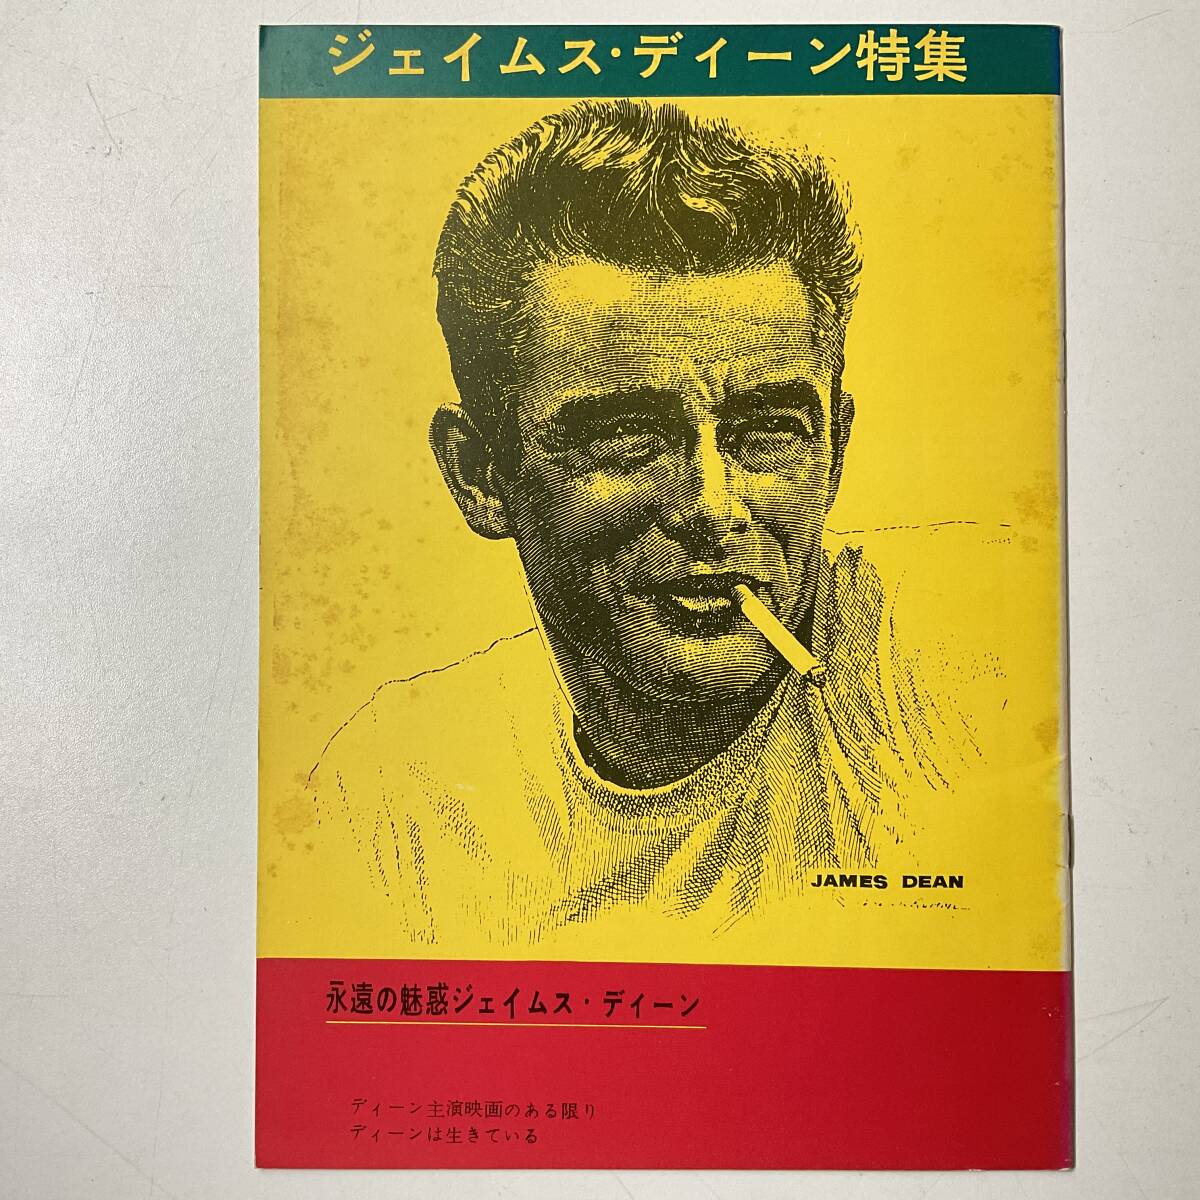 ジェイムス・ディーン特集
JAMES DEAN
永遠の魅惑ジェイムス・ディーン
ディーン主演映画のある限り
ディーンは生きている